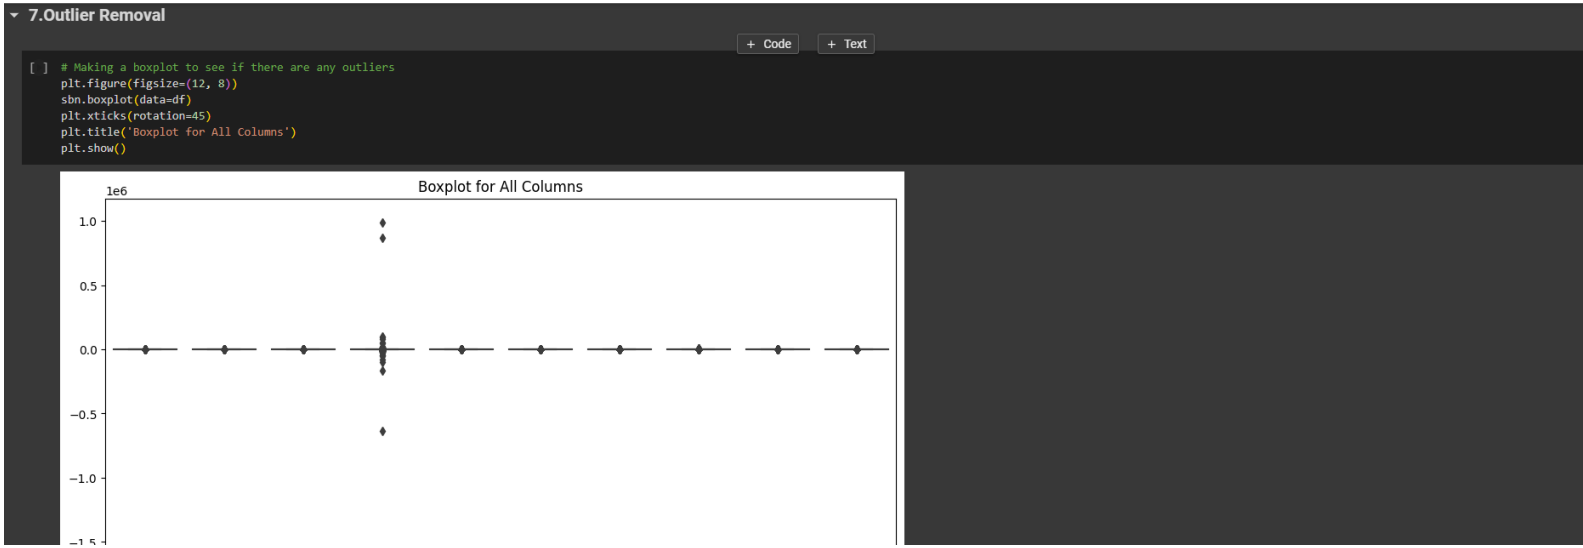 7.Outlier Removal
+ Code + Text
[ ] # Making a boxplot to see if there are any outliers
plt.figure(figsize=(12, 8))
sbn.boxplot(data=df)
plt.xticks(rotation=45)
plt.title('Boxplot for All Columns')
plt.show()
1e6 Boxplot for All Columns
1.0
0.5
0.0
−0.5
−1.0
−1.5